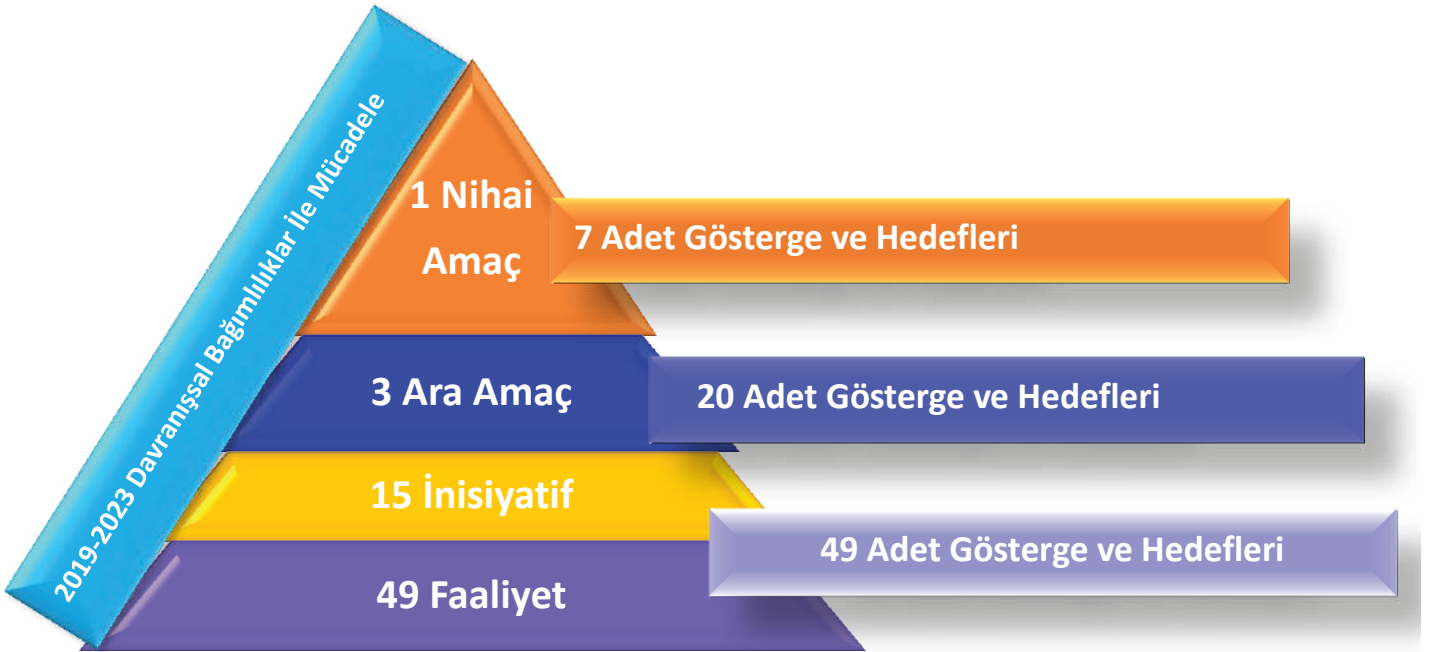 2019-2023 Davranışsal Bağımlılıklar İle Mücadele
1 Nihai
Amaç
7 Adet Gösterge ve Hedefleri
3 Ara Amaç
20 Adet Gösterge ve Hedefleri
15 İnisiyatif
49 Adet Gösterge ve Hedefleri
49 Faaliyet